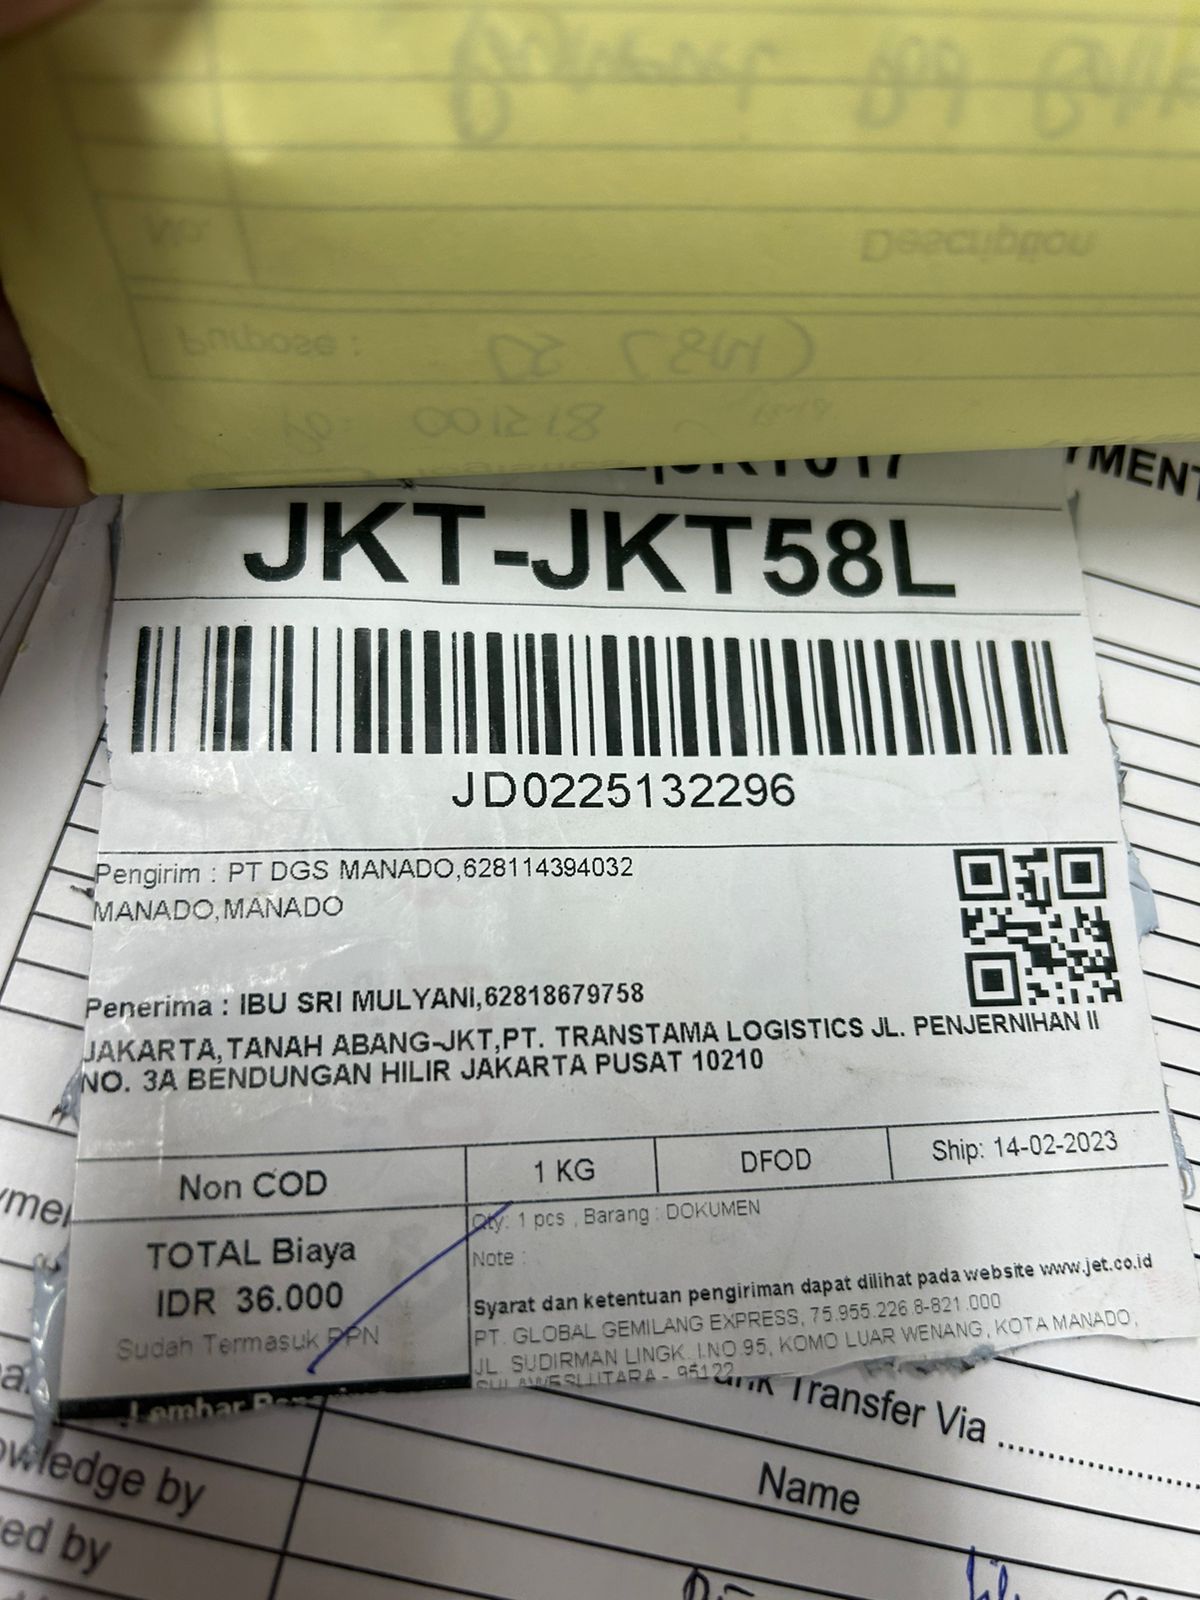 Description
No.
Purpose :
JKT017
YMENT
JKT-JKT58L
JD0225132296
Pengirim : PT DGS MANADO,628114394032
MANADO,MANADO
Penerima : IBU SRI MULYANI,62818679758
JAKARTA,TANAH ABANG-JKT,PT. TRANSTAMA LOGISTICS JL. PENJERNIHAN II
NO. 3A BENDUNGAN HILIR JAKARTA PUSAT 10210
Non COD
1 KG
DFOD
Ship: 14-02-2023
Qty: 1 pcs , Barang : DOKUMEN
TOTAL Biaya
IDR 36.000
Sudah Termasuk PPN
Note :
Syarat dan ketentuan pengiriman dapat dilihat pada website www.jet.co.id
PT. GLOBAL GEMILANG EXPRESS, 75.955.226.8-821.000
JL. SUDIRMAN LINGK. I.NO.95, KOMO LUAR WENANG, KOTA MANADO,
SULAWESI UTARA - 95122
Lembar
Transfer Via
Name
owledge by
ed by